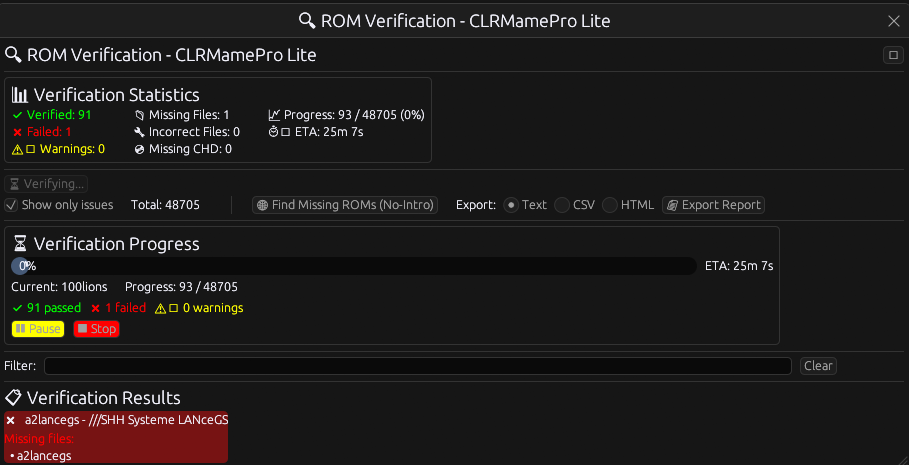 ROM Verification - CLRMamePro Lite
ROM Verification - CLRMamePro Lite
Verification Statistics
Verified: 91 Missing Files: 1 Progress: 93 / 48705 (0%)
Failed: 1 Incorrect Files: 0 ETA: 25m 7s
Warnings: 0 Missing CHD: 0
Verifying...
Show only issues Total: 48705 Find Missing ROMs (No-Intro) Export: Text CSV HTML Export Report
Verification Progress
0% ETA: 25m 7s
Current: 100lions Progress: 93 / 48705
91 passed 1 failed 0 warnings
Pause Stop
Filter: Clear
Verification Results
a2lancegs - ///SHH Systeme LANceGS
Missing files:
• a2lancegs